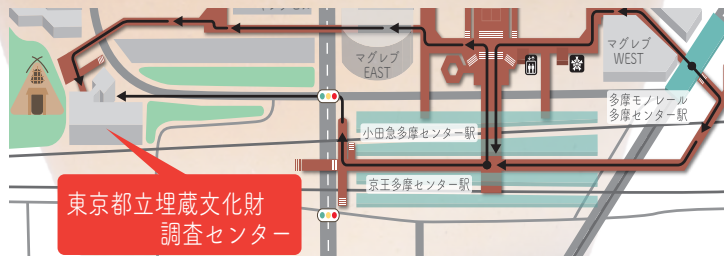 マグレブ
EAST
マグレブ
WEST
多摩モノレール
多摩センター駅
小田急多摩センター駅
京王多摩センター駅
東京都立埋蔵文化財
調査センター